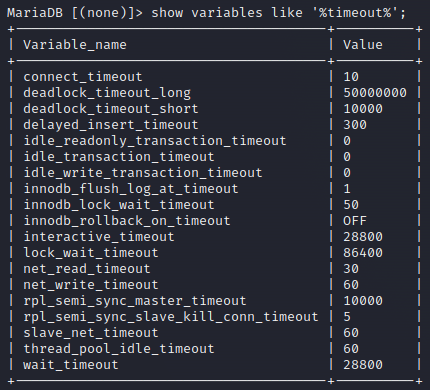 MariaDB [(none)]> show variables like '%timeout%';
+---------------------------------------+----------+
| Variable_name                         | Value    |
+---------------------------------------+----------+
| connect_timeout                       | 10       |
| deadlock_timeout_long                 | 50000000 |
| deadlock_timeout_short                | 10000    |
| delayed_insert_timeout                | 300      |
| idle_readonly_transaction_timeout     | 0        |
| idle_transaction_timeout              | 0        |
| idle_write_transaction_timeout        | 0        |
| innodb_flush_log_at_timeout           | 1        |
| innodb_lock_wait_timeout              | 50       |
| innodb_rollback_on_timeout            | OFF      |
| interactive_timeout                   | 28800    |
| lock_wait_timeout                     | 86400    |
| net_read_timeout                      | 30       |
| net_write_timeout                     | 60       |
| rpl_semi_sync_master_timeout          | 10000    |
| rpl_semi_sync_slave_kill_conn_timeout | 5        |
| slave_net_timeout                     | 60       |
| thread_pool_idle_timeout              | 60       |
| wait_timeout                          | 28800    |
+---------------------------------------+----------+